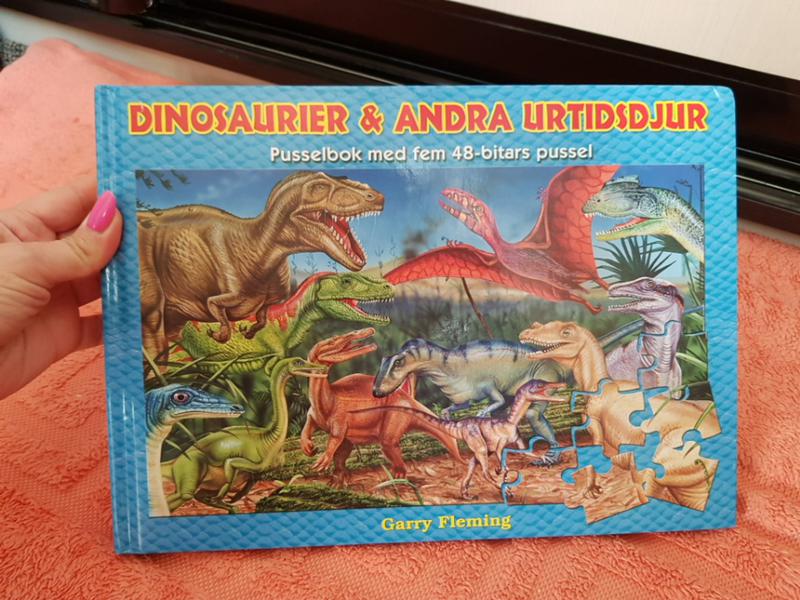 DINOSAURIER & ANDRA URTIDSDJUR
Pusselbok med fem 48-bitars pussel
Garry Fleming